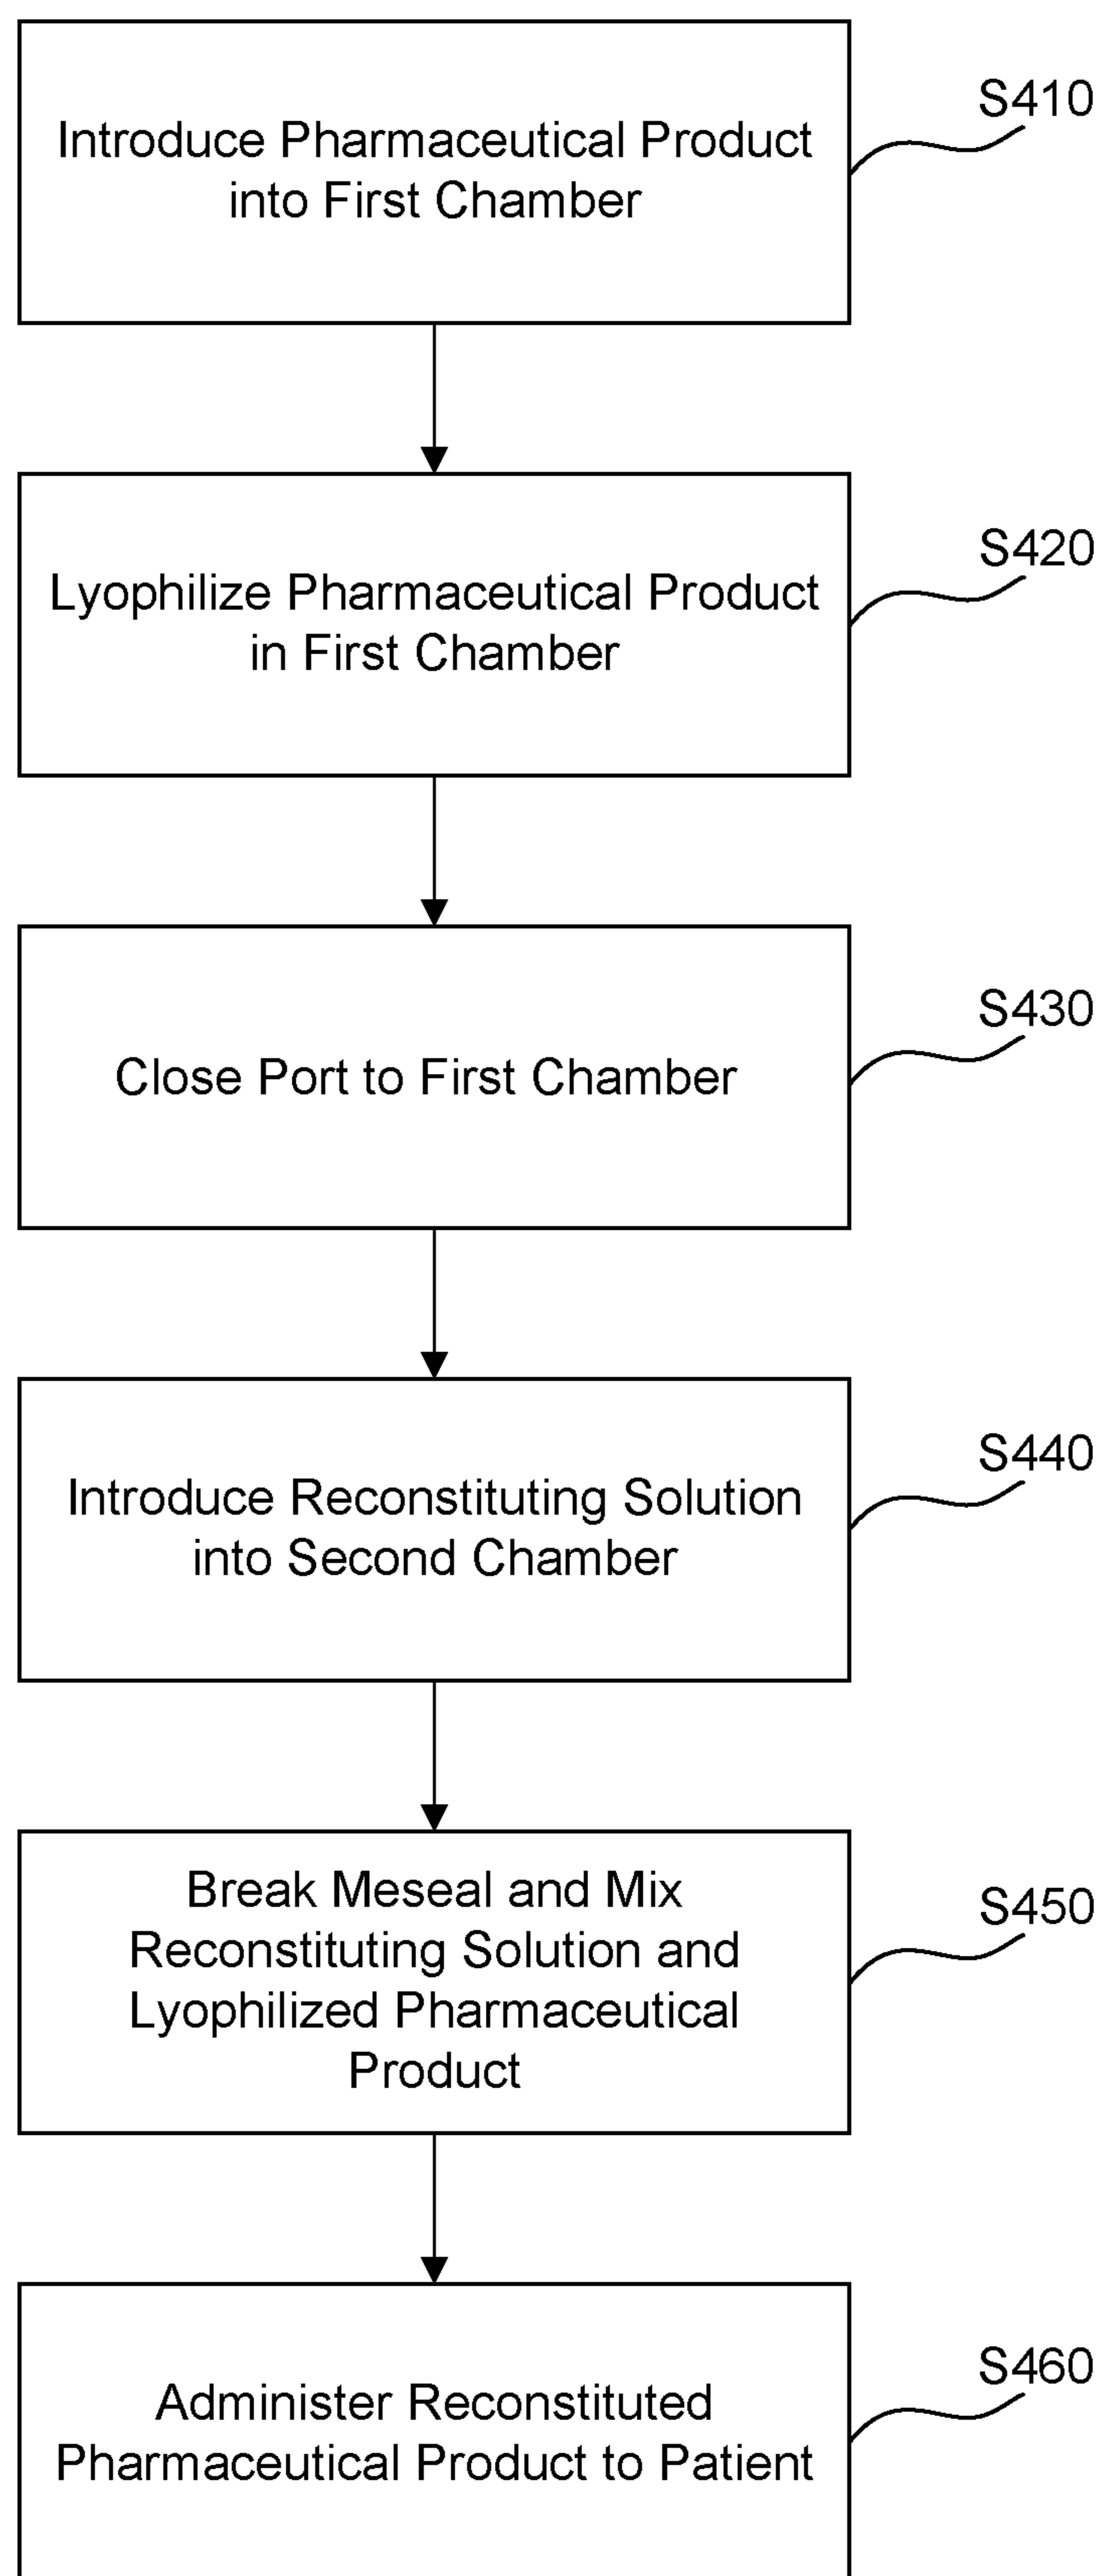 Introduce Pharmaceutical Product
into First Chamber
S410
Lyophilize Pharmaceutical Product
in First Chamber
S420
Close Port to First Chamber
S430
Introduce Reconstituting Solution
into Second Chamber
S440
Break Meseal and Mix
Reconstituting Solution and
Lyophilized Pharmaceutical
Product
S450
Administer Reconstituted
Pharmaceutical Product to Patient
S460